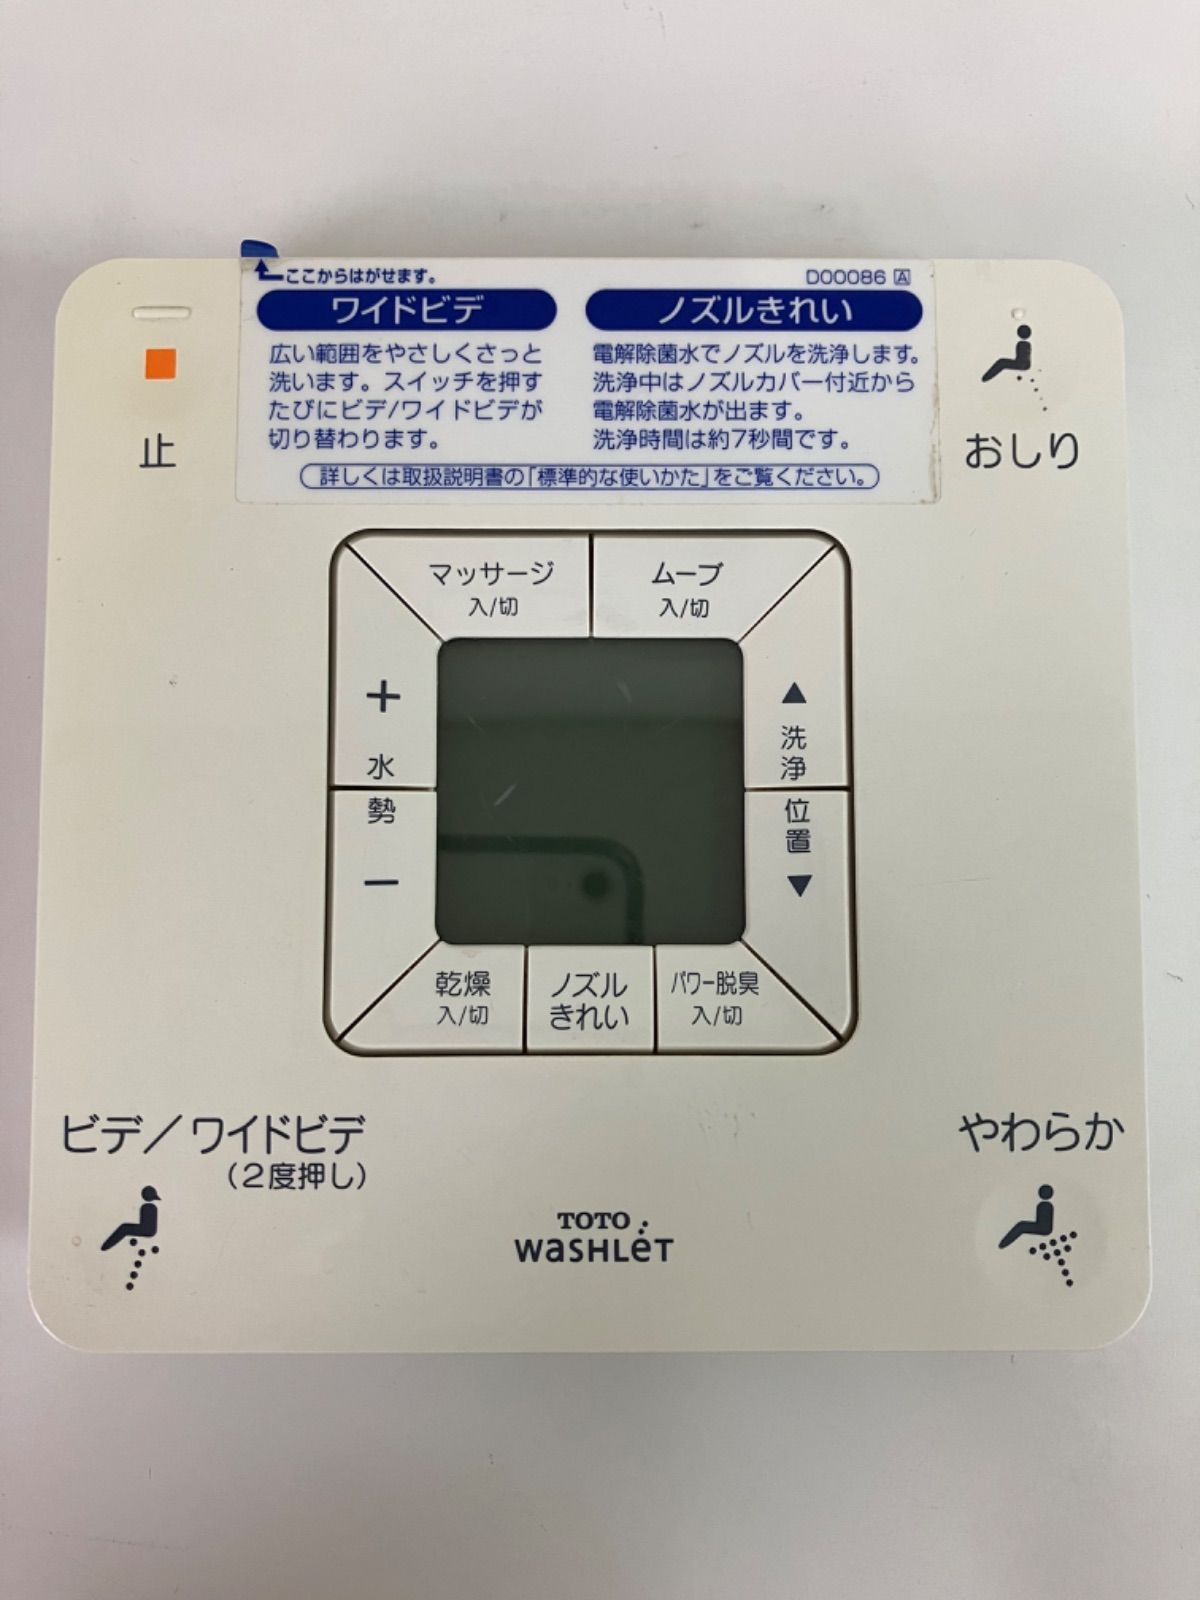 ここからはがせます。
D00086 A
ワイドビデ
広い範囲をやさしくさっと
洗います。スイッチを押す
たびにビデ/ワイドビデが
切り替わります。
ノズルきれい
電解除菌水でノズルを洗浄します。
洗浄中はノズルカバー付近から
電解除菌水が出ます。
洗浄時間は約7秒間です。
詳しくは取扱説明書の「標準的な使いかた」をご覧ください。
止
おしり
マッサージ
入/切
ムーブ
入/切
+
水
勢
−
▲
洗
浄
位
置
▼
乾燥
入/切
ノズル
きれい
パワー脱臭
入/切
ビデ/ワイドビデ
(2度押し)
やわらか
TOTO
WASHLET